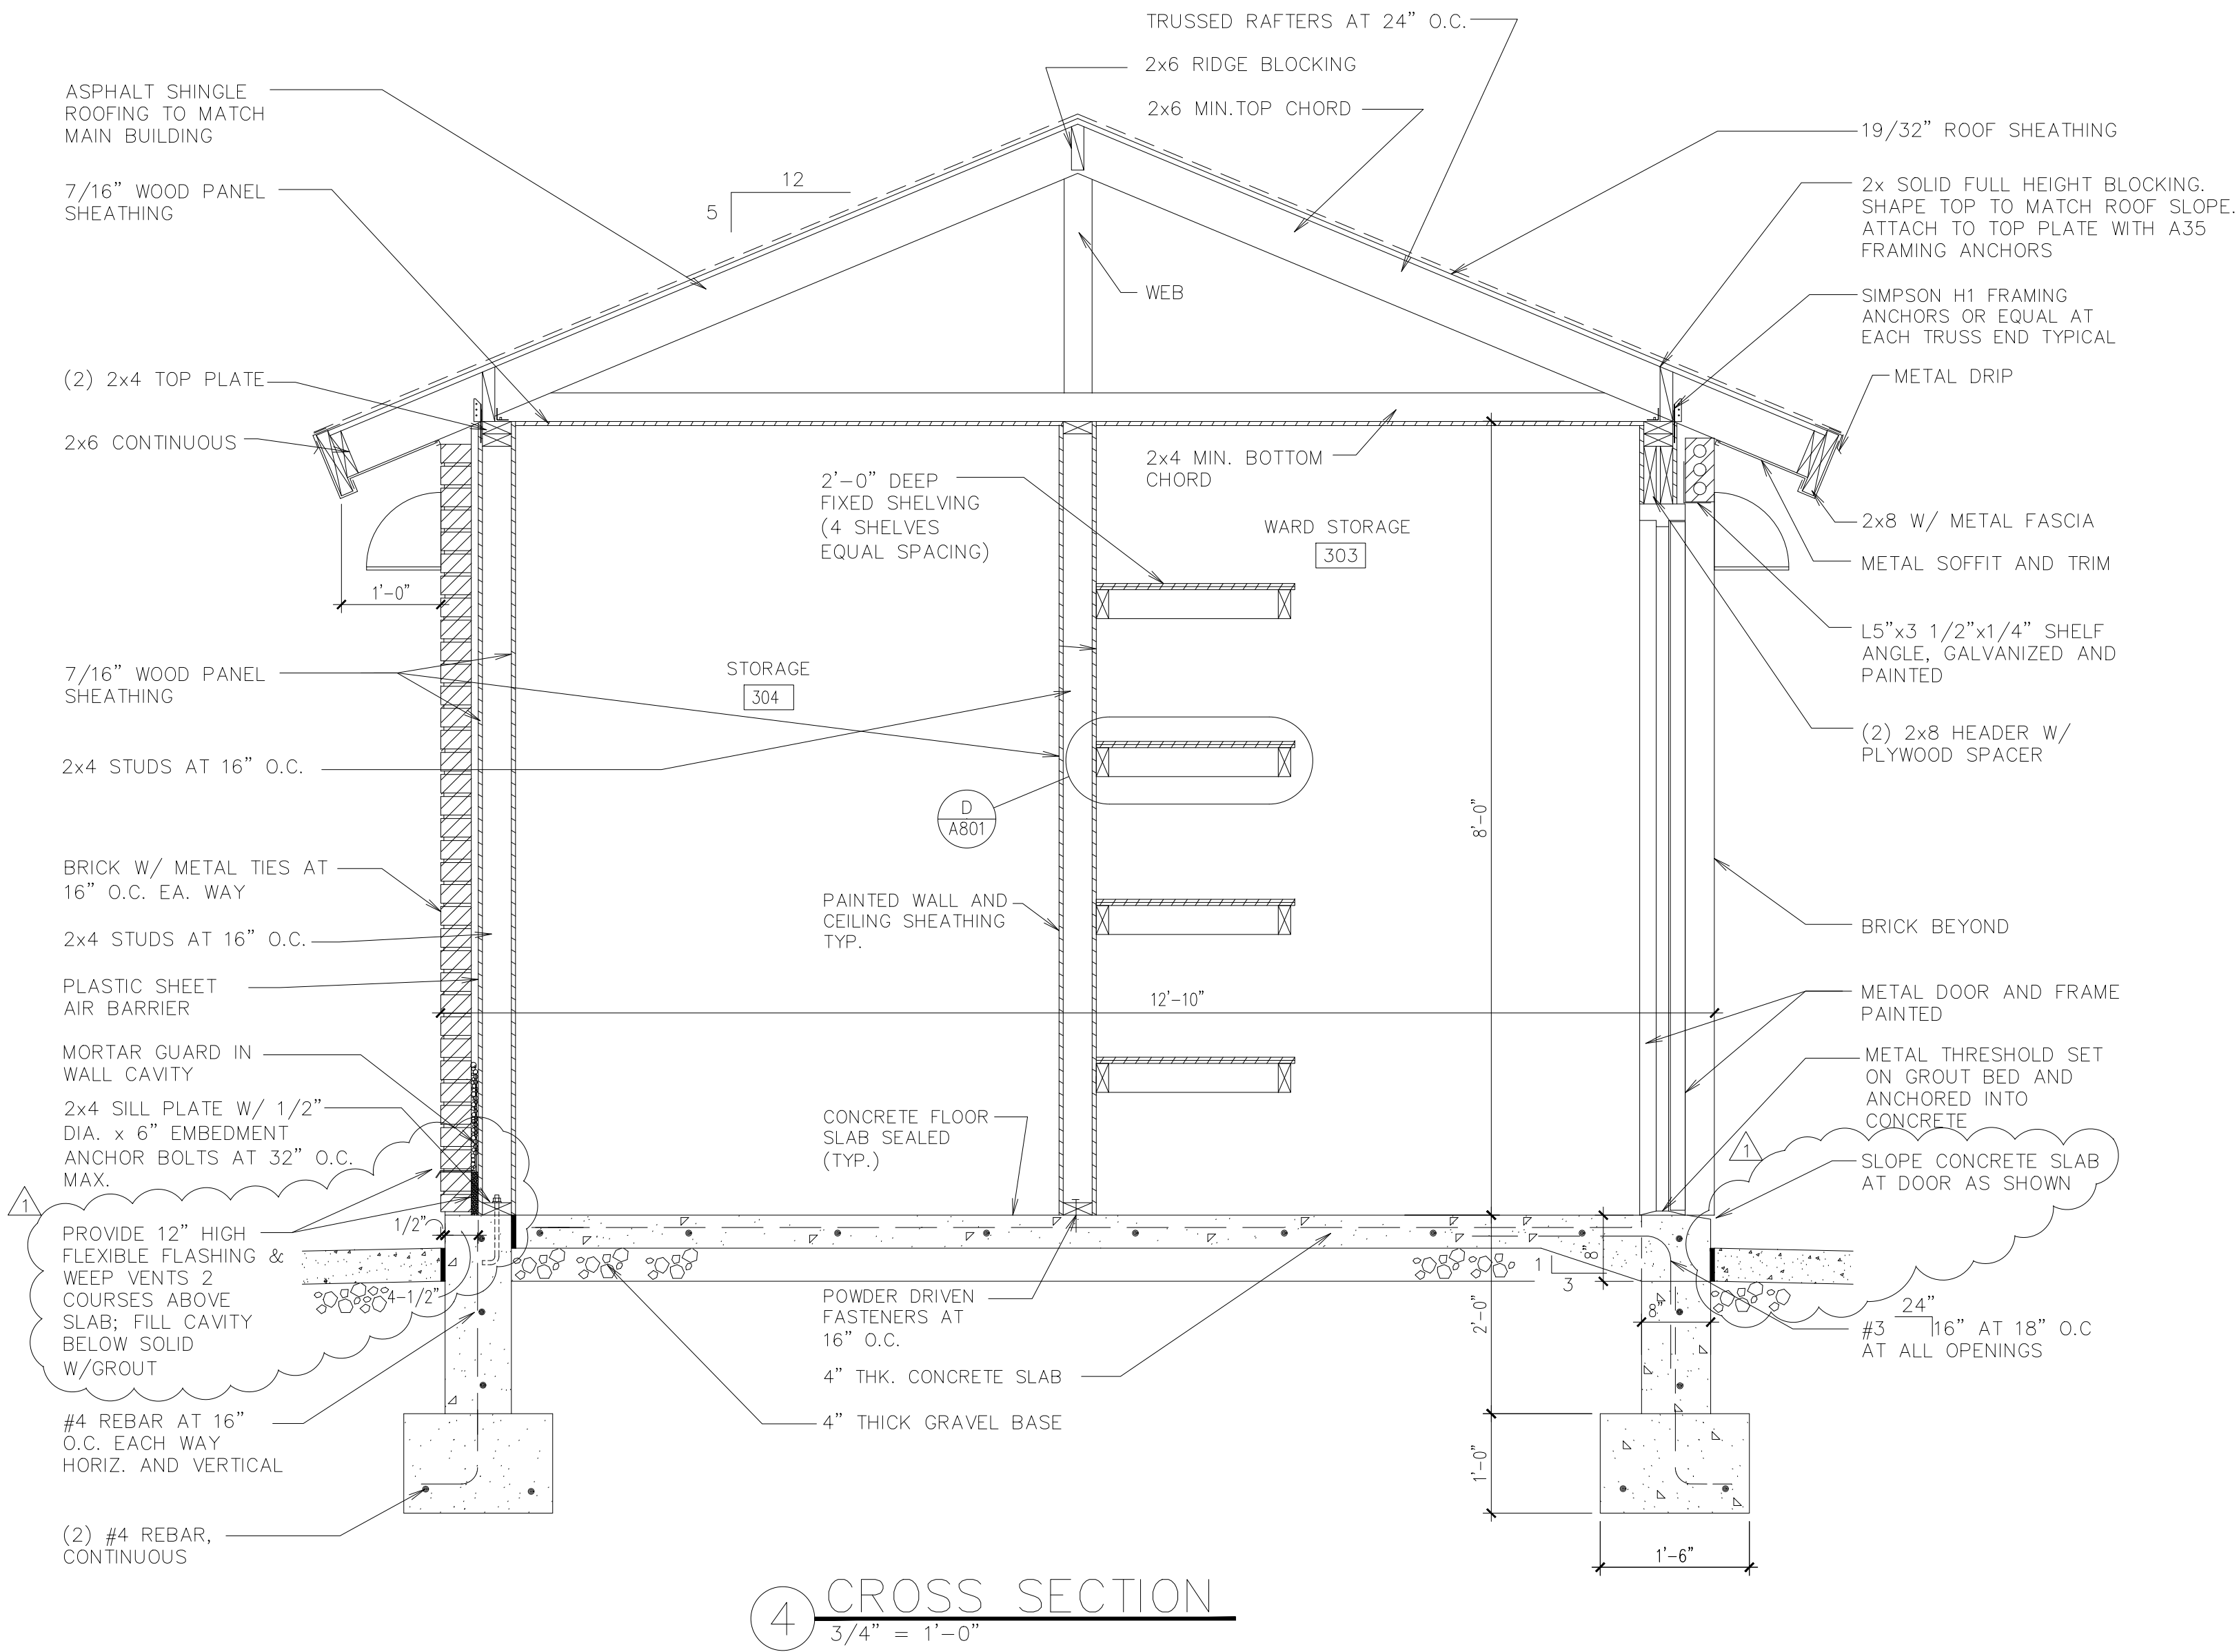 TRUSSED RAFTERS AT 24" O.C.
2x6 RIDGE BLOCKING
2x6 MIN.TOP CHORD
ASPHALT SHINGLE
ROOFING TO MATCH
MAIN BUILDING
7/16" WOOD PANEL
SHEATHING
12
5
WEB
(2) 2x4 TOP PLATE
2x6 CONTINUOUS
19/32" ROOF SHEATHING
2x SOLID FULL HEIGHT BLOCKING.
SHAPE TOP TO MATCH ROOF SLOPE.
ATTACH TO TOP PLATE WITH A35
FRAMING ANCHORS
SIMPSON H1 FRAMING
ANCHORS OR EQUAL AT
EACH TRUSS END TYPICAL
METAL DRIP
2x4 MIN. BOTTOM
CHORD
2'-0" DEEP
FIXED SHELVING
(4 SHELVES
EQUAL SPACING)
WARD STORAGE
303
2x8 W/ METAL FASCIA
METAL SOFFIT AND TRIM
1'-0"
L5"x3 1/2"x1/4" SHELF
ANGLE, GALVANIZED AND
PAINTED
7/16" WOOD PANEL
SHEATHING
STORAGE
304
(2) 2x8 HEADER W/
PLYWOOD SPACER
2x4 STUDS AT 16" O.C.
D
A801
8'-0"
BRICK W/ METAL TIES AT
16" O.C. EA. WAY
2x4 STUDS AT 16" O.C.
PAINTED WALL AND
CEILING SHEATHING
TYP.
BRICK BEYOND
PLASTIC SHEET
AIR BARRIER
12'-10"
METAL DOOR AND FRAME
PAINTED
MORTAR GUARD IN
WALL CAVITY
METAL THRESHOLD SET
ON GROUT BED AND
ANCHORED INTO
CONCRETE
2x4 SILL PLATE W/ 1/2"
DIA. x 6" EMBEDMENT
ANCHOR BOLTS AT 32" O.C.
MAX.
CONCRETE FLOOR
SLAB SEALED
(TYP.)
1
SLOPE CONCRETE SLAB
AT DOOR AS SHOWN
1
PROVIDE 12" HIGH
FLEXIBLE FLASHING &
WEEP VENTS 2
COURSES ABOVE
SLAB; FILL CAVITY
BELOW SOLID
W/GROUT
1/2"
4-1/2"
8"
1
3
8"
2'-0"
POWDER DRIVEN
FASTENERS AT
16" O.C.
24"
#3 16" AT 18" O.C
AT ALL OPENINGS
4" THK. CONCRETE SLAB
4" THICK GRAVEL BASE
#4 REBAR AT 16"
O.C. EACH WAY
HORIZ. AND VERTICAL
1'-0"
(2) #4 REBAR,
CONTINUOUS
1'-6"
4
CROSS SECTION
3/4" = 1'-0"